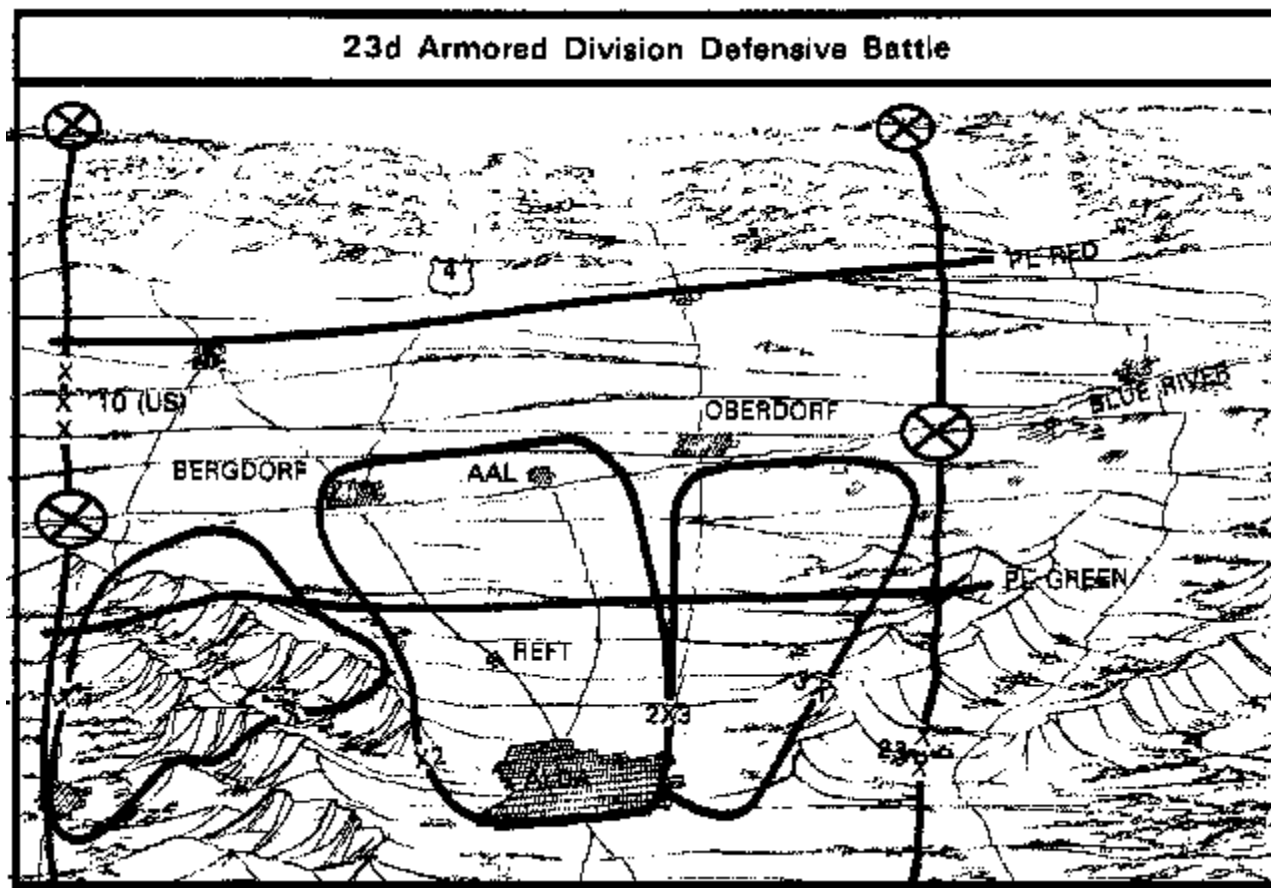 23d Armored Division Defensive Battle
PL RED
4
10 (US)
BLUE RIVER
OBERDORF
BERGDORF
AAL
PL GREEN
REFT
2X3
23
2
ALDA